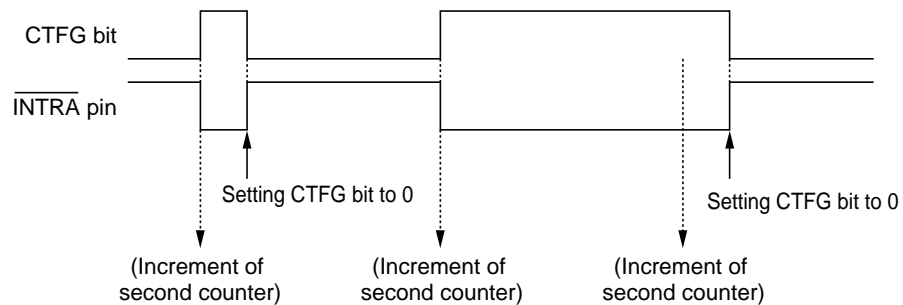 CTFG bit
INTRA pin
Setting CTFG bit to 0
Setting CTFG bit to 0
(Increment of
second counter)
(Increment of
second counter)
(Increment of
second counter)